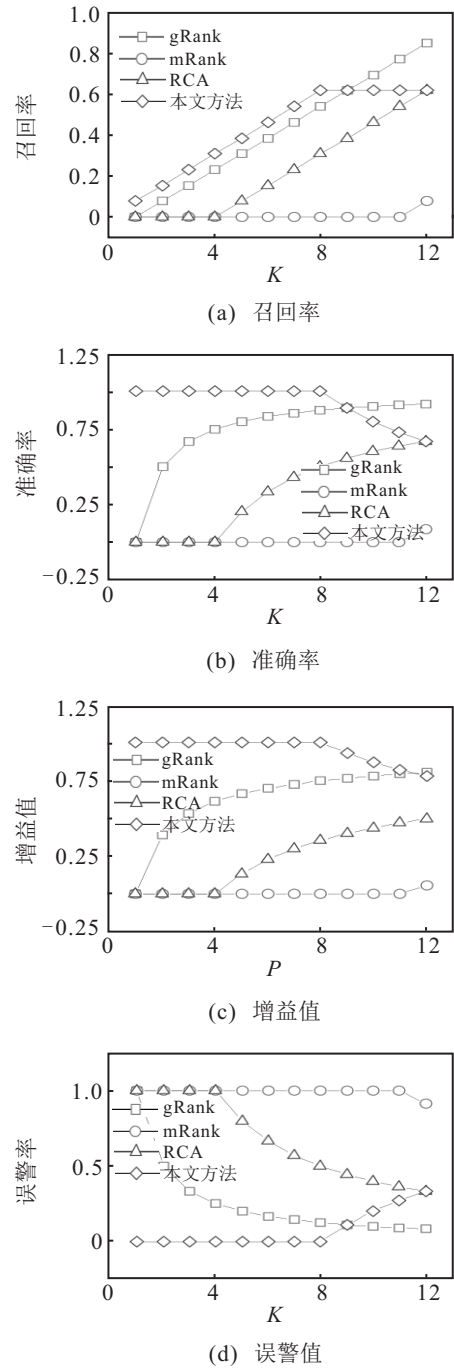 1.0
gRank
mRank
0.8
RCA
0.6
本文方法
召回率
0.4
0.2
0
0 4 8 12
K
(a) 召回率
1.25
准确率
0.75
gRank
mRank
0.25
RCA
本文方法
−0.25
0 4 8 12
K
(b) 准确率
1.25
gRank
增益值
0.75
mRank
RCA
0.25
本文方法
−0.25
0 4 8 12
P
(c) 增益值
1.0
gRank
误警率
mRank
0.5
RCA
本文方法
0
0 4 8 12
K
(d) 误警值